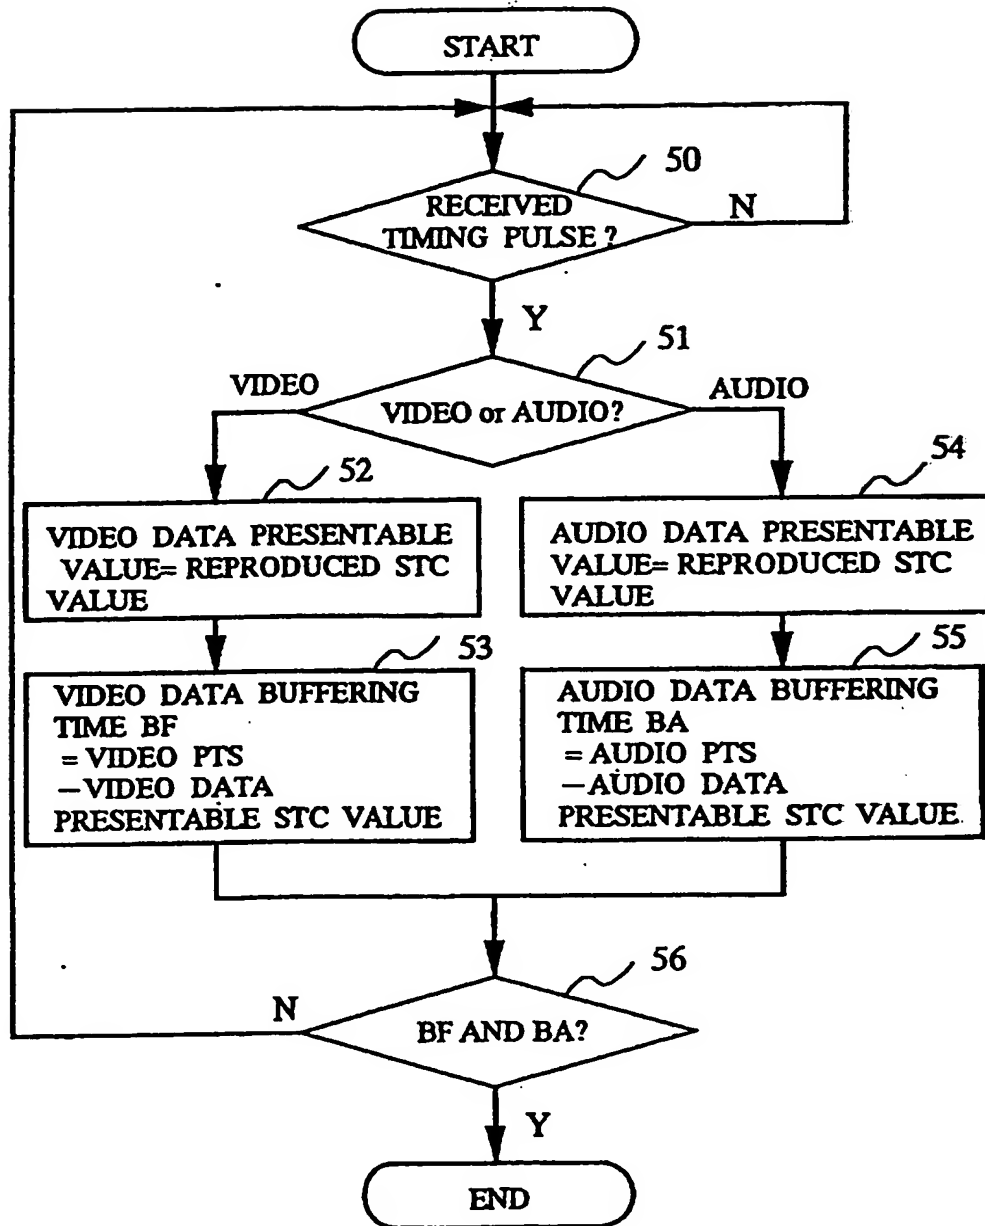 START
50
RECEIVED
TIMING PULSE?
N
Y
51
VIDEO
AUDIO
VIDEO or AUDIO?
52
VIDEO DATA PRESENTABLE
VALUE= REPRODUCED STC
VALUE
54
AUDIO DATA PRESENTABLE
VALUE= REPRODUCED STC
VALUE
53
VIDEO DATA BUFFERING
TIME BF
= VIDEO PTS
−VIDEO DATA
PRESENTABLE STC VALUE
55
AUDIO DATA BUFFERING
TIME BA
= AUDIO PTS
−AUDIO DATA
PRESENTABLE STC VALUE
56
N
BF AND BA?
Y
END